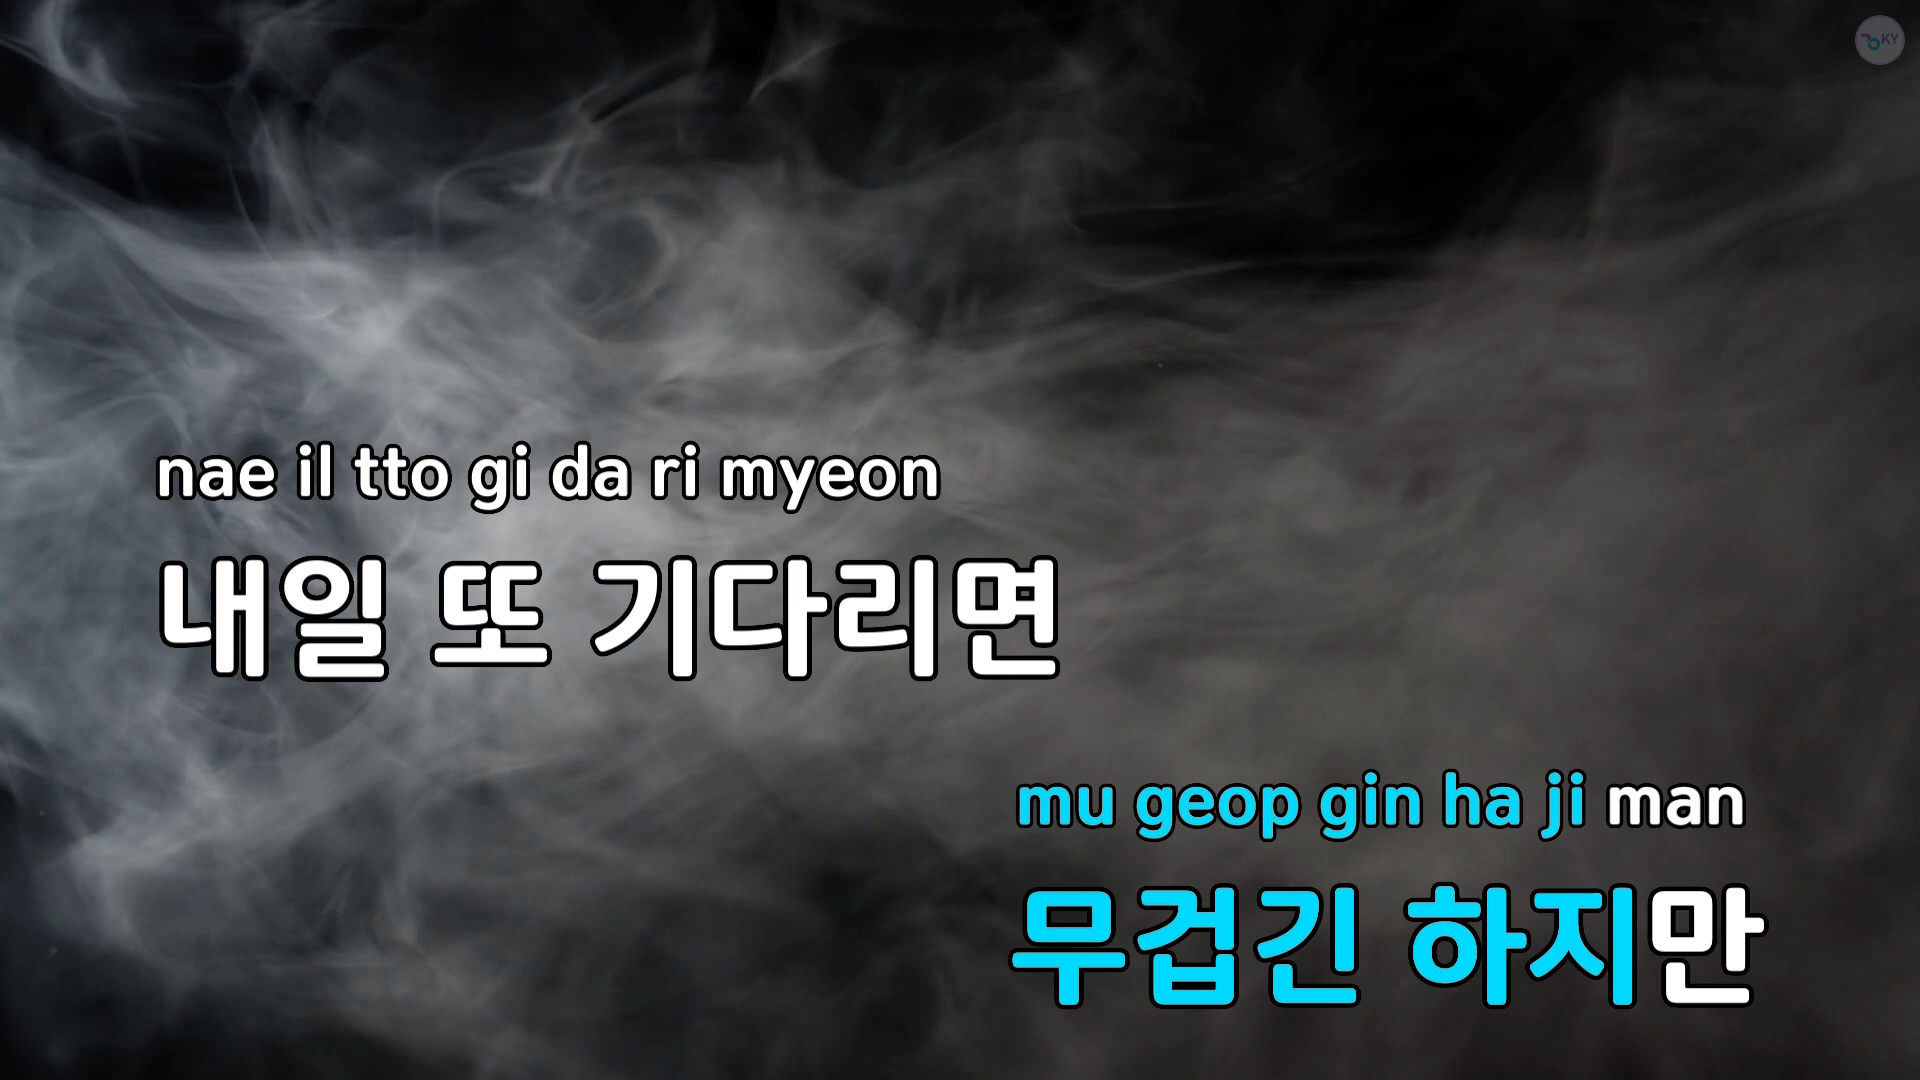 KY
nae il tto gi da ri myeon
내일 또 기다리면
mu geop gin ha ji man
무겁긴 하지만